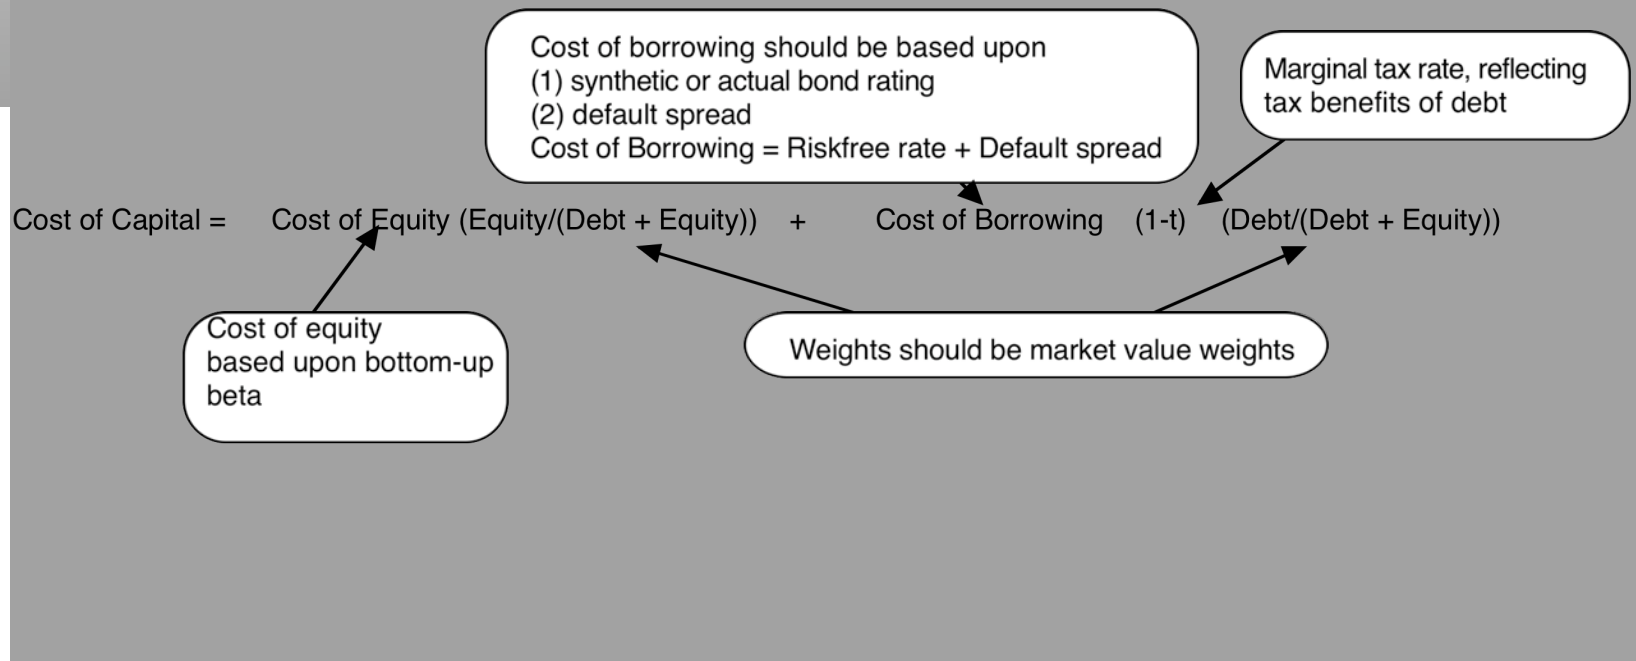 Cost of borrowing should be based upon
(1) synthetic or actual bond rating
(2) default spread
Cost of Borrowing = Riskfree rate + Default spread
Marginal tax rate, reflecting
tax benefits of debt
Cost of Capital = Cost of Equity (Equity/(Debt + Equity)) + Cost of Borrowing (1-t) (Debt/(Debt + Equity))
Cost of equity
based upon bottom-up
beta
Weights should be market value weights